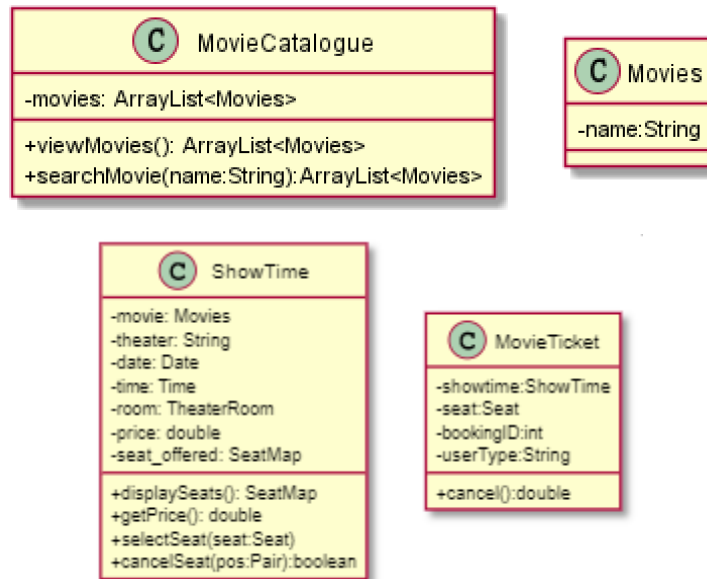 C MovieCatalogue
-movies: ArrayList<Movies>
+viewMovies(): ArrayList<Movies>
+searchMovie(name:String):ArrayList<Movies>
C Movies
-name:String
C ShowTime
-movie: Movies
-theater: String
-date: Date
-time: Time
-room: TheaterRoom
-price: double
-seat_offered: SeatMap
+displaySeats(): SeatMap
+getPrice(): double
+selectSeat(seat:Seat)
+cancelSeat(pos:Pair):boolean
C MovieTicket
-showtime:ShowTime
-seat:Seat
-bookingID:int
-userType:String
+cancel():double